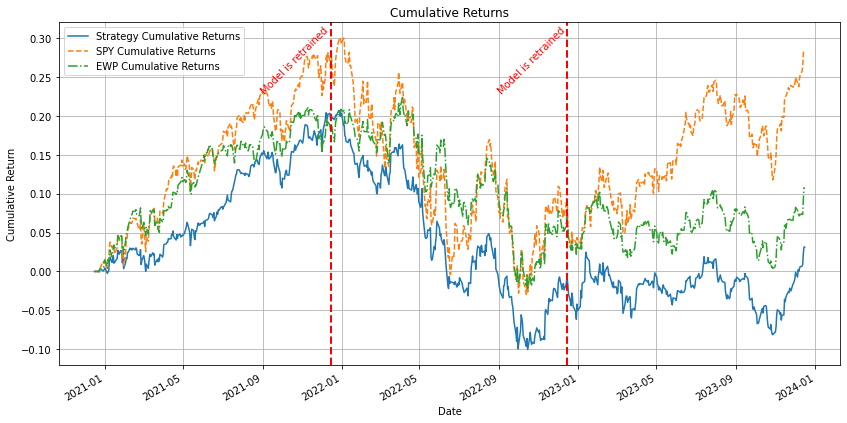 Cumulative Returns
Strategy Cumulative Returns
SPY Cumulative Returns
EWP Cumulative Returns
Model is retrained
Model is retrained
Cumulative Return
0.30
0.25
0.20
0.15
0.10
0.05
0.00
−0.05
−0.10
2021-01
2021-05
2021-09
2022-01
2022-05
2022-09
2023-01
2023-05
2023-09
2024-01
Date